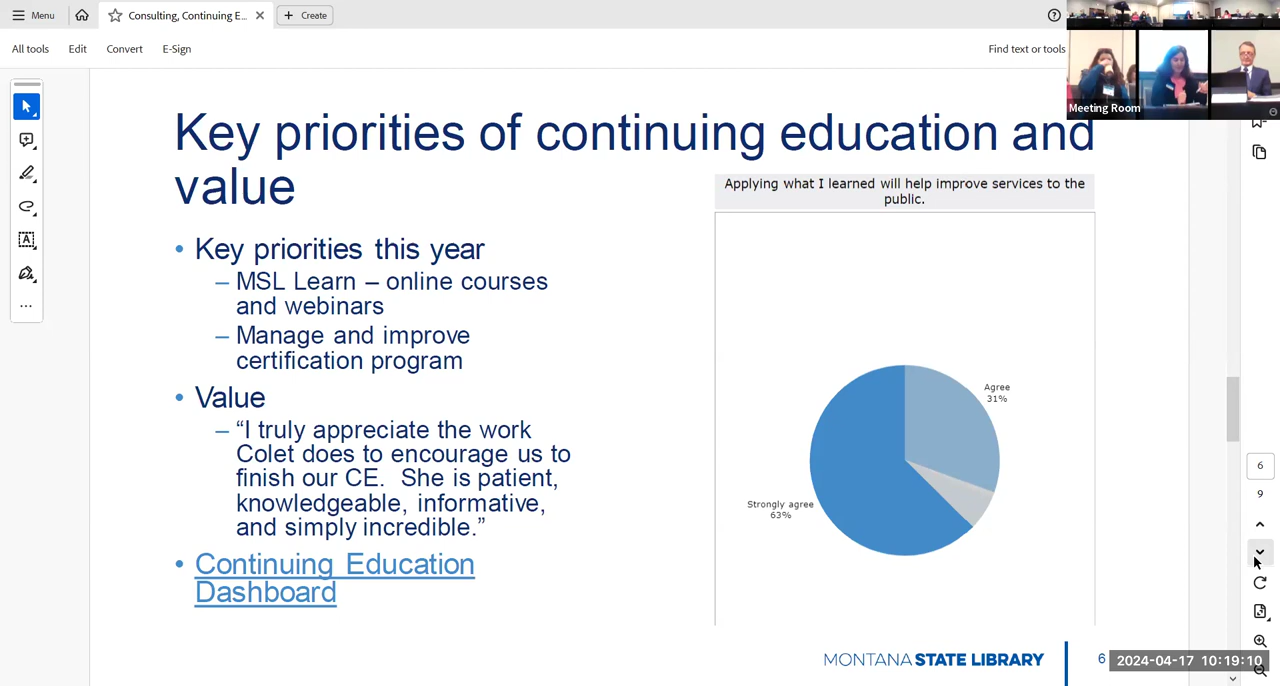 Menu
Consulting, Continuing E...
Create
All tools
Edit
Convert
E-Sign
Find text or tools
Meeting Room
Key priorities of continuing education and
value
• Key priorities this year
– MSL Learn – online courses
and webinars
– Manage and improve
certification program
• Value
– “I truly appreciate the work
Colet does to encourage us to
finish our CE.  She is patient,
knowledgeable, informative,
and simply incredible.”
• Continuing Education
Dashboard
Applying what I learned will help improve services to the
public.
Agree
31%
Strongly agree
63%
MONTANA STATE LIBRARY
6
6
9
2024-04-17 10:19:10